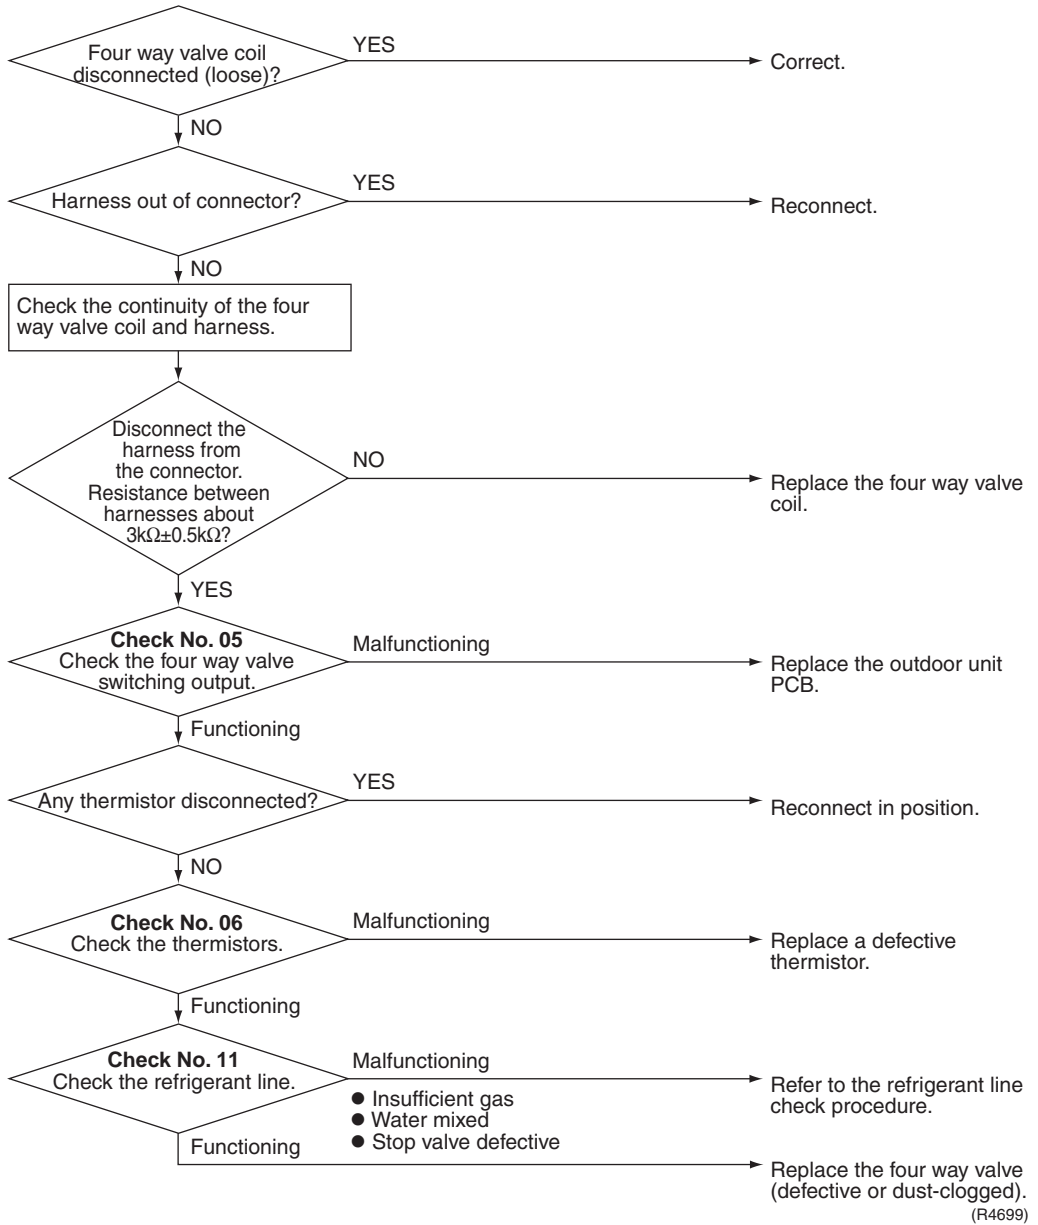 Four way valve coil
disconnected (loose)?
YES
Correct.
NO
Harness out of connector?
YES
Reconnect.
NO
Check the continuity of the four
way valve coil and harness.
Disconnect the
harness from
the connector.
Resistance between
harnesses about
3kΩ±0.5kΩ?
NO
Replace the four way valve
coil.
YES
Check No. 05
Check the four way valve
switching output.
Malfunctioning
Replace the outdoor unit
PCB.
Functioning
Any thermistor disconnected?
YES
Reconnect in position.
NO
Check No. 06
Check the thermistors.
Malfunctioning
Replace a defective
thermistor.
Functioning
Check No. 11
Check the refrigerant line.
Malfunctioning
● Insufficient gas
● Water mixed
● Stop valve defective
Refer to the refrigerant line
check procedure.
Functioning
Replace the four way valve
(defective or dust-clogged).
(R4699)